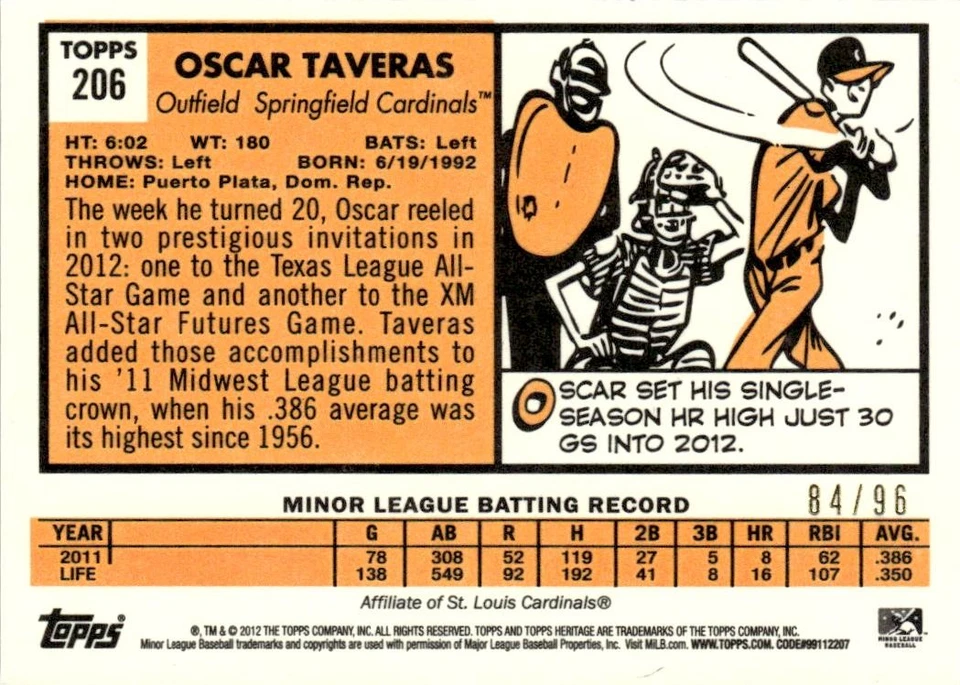 TOPPS
206
OSCAR TAVERAS
Outfield Springfield Cardinals™
HT: 6:02 WT: 180 BATS: Left
THROWS: Left BORN: 6/19/1992
HOME: Puerto Plata, Dom. Rep.
The week he turned 20, Oscar reeled
in two prestigious invitations in
2012: one to the Texas League All-
Star Game and another to the XM
All-Star Futures Game. Taveras
added those accomplishments to
his '11 Midwest League batting
crown, when his .386 average was
its highest since 1956.
OSCAR SET HIS SINGLE-
SEASON HR HIGH JUST 30
GS INTO 2012.
84/96
MINOR LEAGUE BATTING RECORD
YEAR G AB R H 2B 3B HR RBI AVG.
2011 78 308 52 119 27 5 8 62 .386
LIFE 138 549 92 192 41 8 16 107 .350
Affiliate of St. Louis Cardinals®
Topps
®, TM & © 2012 THE TOPPS COMPANY, INC. ALL RIGHTS RESERVED. TOPPS AND TOPPS HERITAGE ARE TRADEMARKS OF THE TOPPS COMPANY, INC.
Minor League Baseball trademarks and copyrights are used with permission of Major League Baseball Properties, Inc. Visit MiLB.com. WWW.TOPPS.COM. CODE#99112207
MINOR LEAGUE
BASEBALL